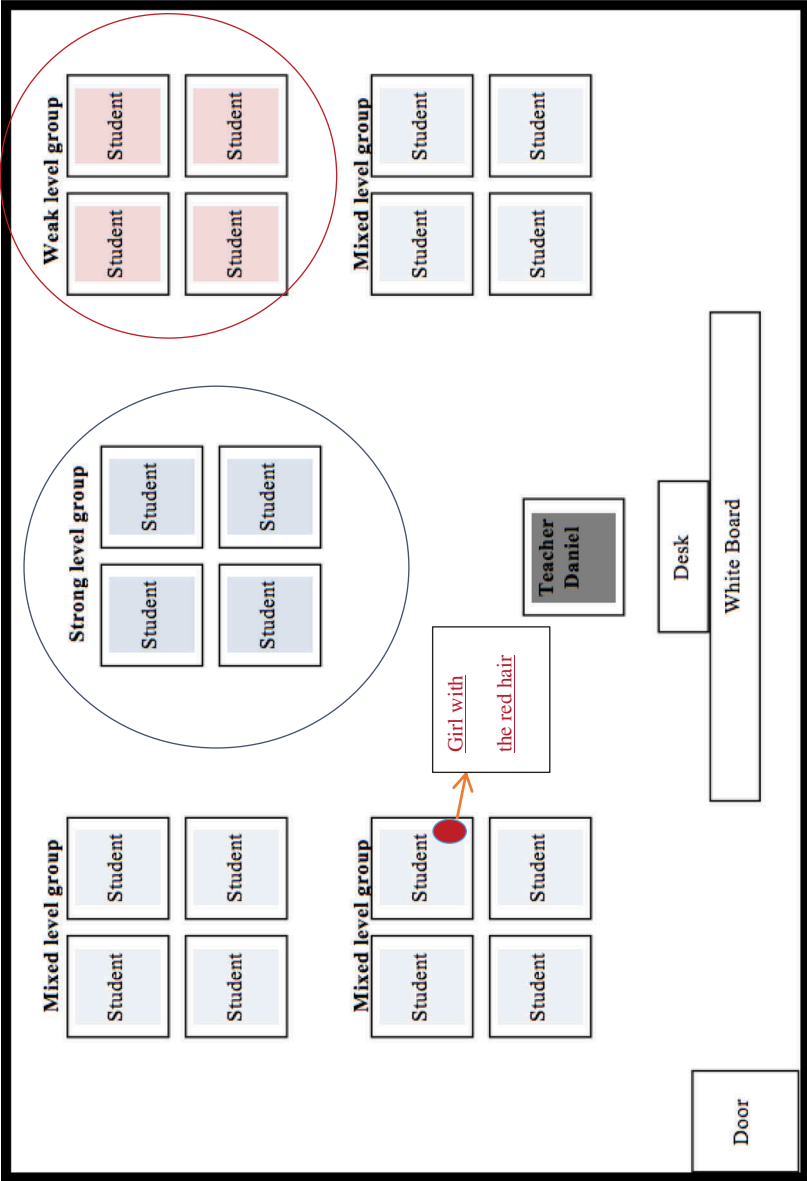 Mixed level group
Student
Student
Student
Student
Strong level group
Student
Student
Student
Student
Weak level group
Student
Student
Student
Student
Mixed level group
Student
Student
Student
Student
Girl with
the red hair
Teacher
Daniel
Mixed level group
Student
Student
Student
Student
Desk
White Board
Door